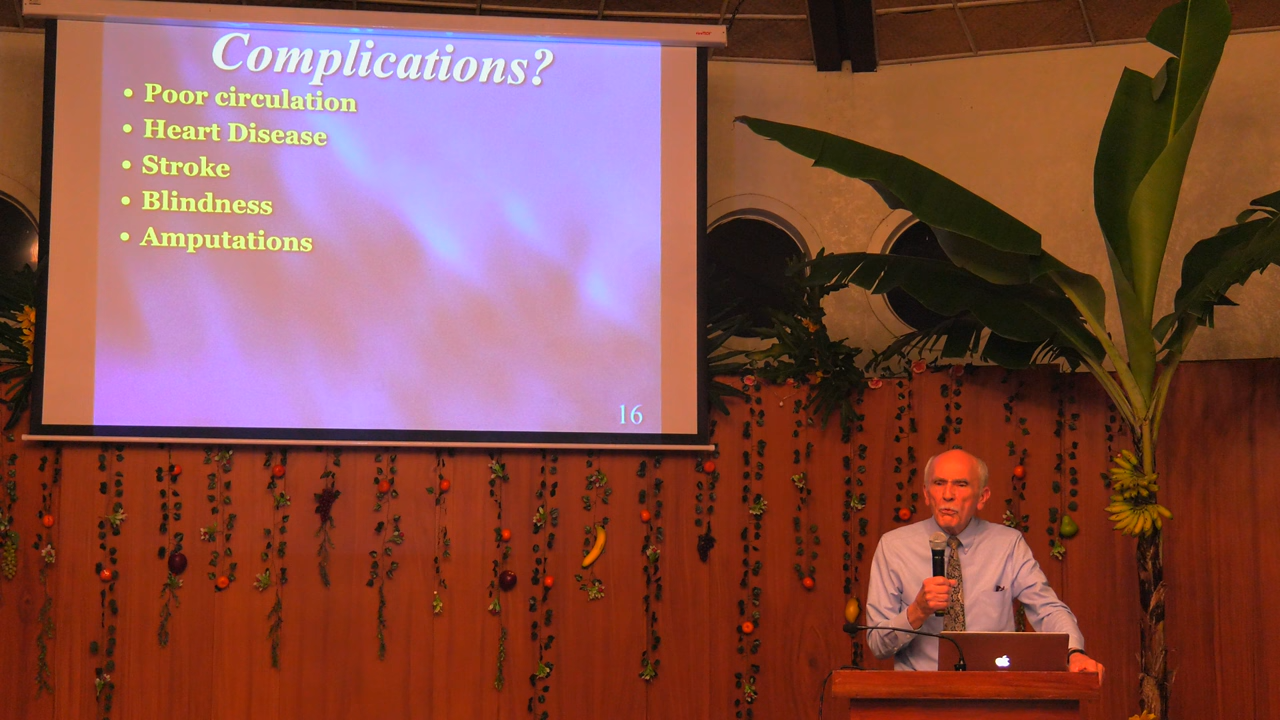 Complications?
• Poor circulation
• Heart Disease
• Stroke
• Blindness
• Amputations
16